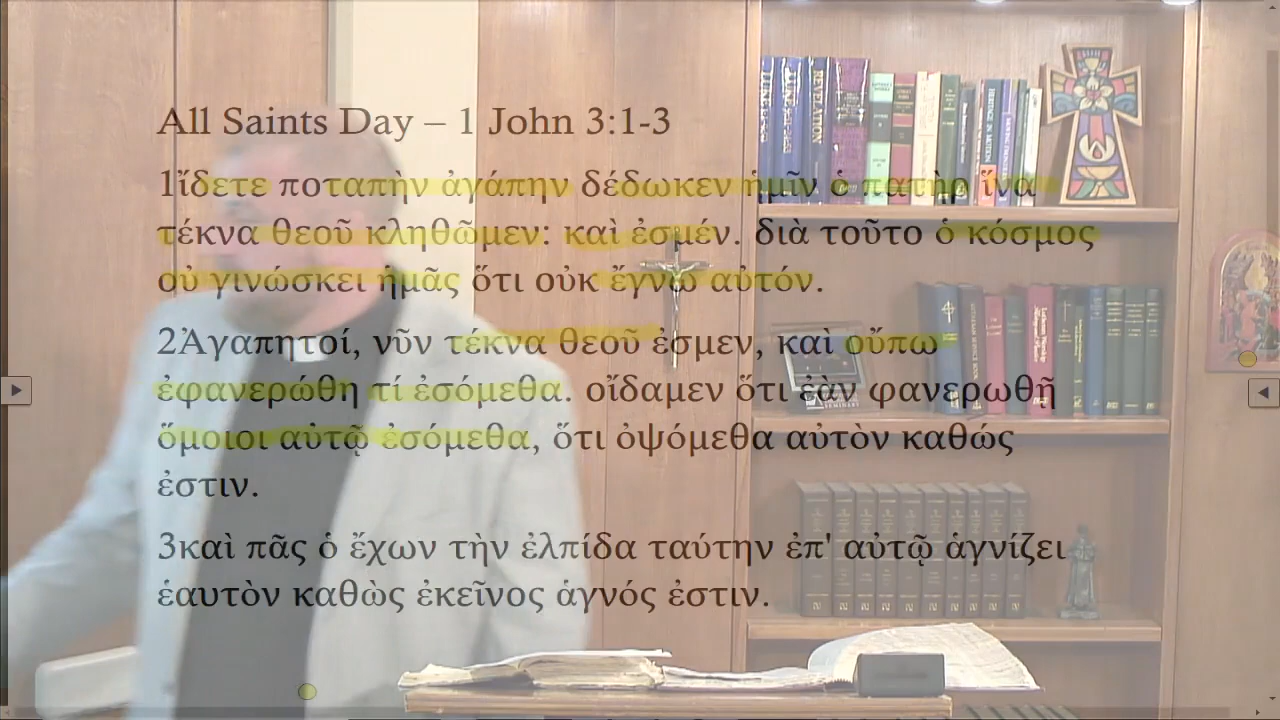 All Saints Day – 1 John 3:1-3
1ἴδετε ποταπὴν ἀγάπην δέδωκεν ἡμῖν ὁ πατὴρ ἵνα
τέκνα θεοῦ κληθῶμεν: καὶ ἐσμέν. διὰ τοῦτο ὁ κόσμος
οὐ γινώσκει ἡμᾶς ὅτι οὐκ ἔγνω αὐτόν.
2Ἀγαπητοί, νῦν τέκνα θεοῦ ἐσμεν, καὶ οὔπω
ἐφανερώθη τί ἐσόμεθα. οἴδαμεν ὅτι ἐὰν φανερωθῇ
ὅμοιοι αὐτῷ ἐσόμεθα, ὅτι ὀψόμεθα αὐτὸν καθώς
ἐστιν.
3καὶ πᾶς ὁ ἔχων τὴν ἐλπίδα ταύτην ἐπ' αὐτῷ ἁγνίζει
ἑαυτὸν καθὼς ἐκεῖνος ἁγνός ἐστιν.
REVELATION